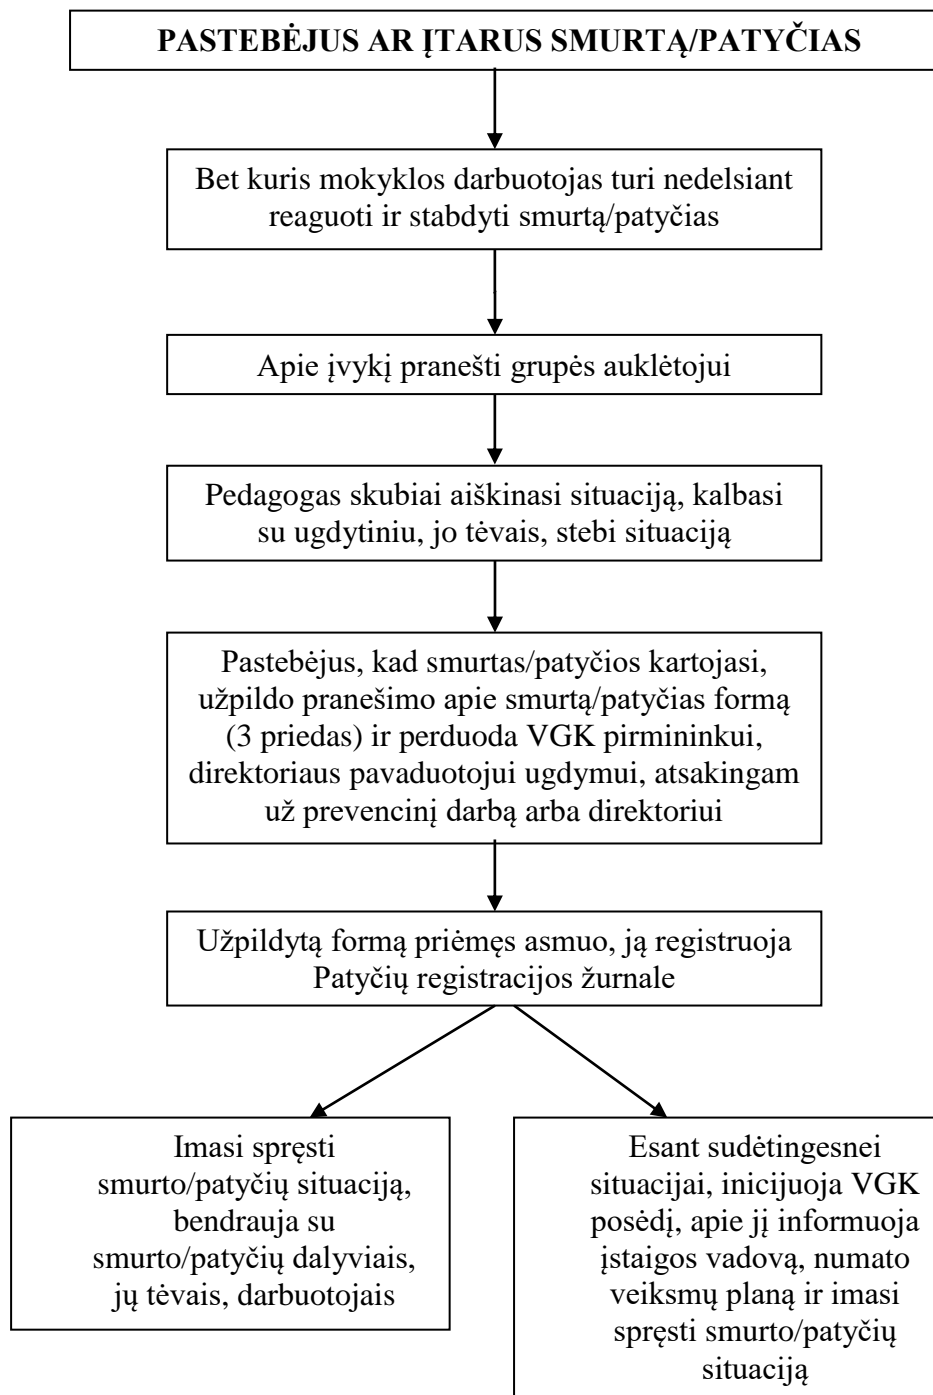 PASTEBĖJUS AR ĮTARUS SMURTĄ/PATYČIAS
Bet kuris mokyklos darbuotojas turi nedelsiant
reaguoti ir stabdyti smurtą/patyčias
Apie įvykį pranešti grupės auklėtojui
Pedagogas skubiai aiškinasi situaciją, kalbasi
su ugdytiniu, jo tėvais, stebi situaciją
Pastebėjus, kad smurtas/patyčios kartojasi,
užpildo pranešimo apie smurtą/patyčias formą
(3 priedas) ir perduoda VGK pirmininkui,
direktoriaus pavaduotojui ugdymui, atsakingam
už prevencinį darbą arba direktoriui
Užpildytą formą priėmęs asmuo, ją registruoja
Patyčių registracijos žurnale
Imasi spręsti
smurto/patyčių situaciją,
bendrauja su
smurto/patyčių dalyviais,
jų tėvais, darbuotojais
Esant sudėtingesnei
situacijai, inicijuoja VGK
posėdį, apie jį informuoja
įstaigos vadovą, numato
veiksmų planą ir imasi
spręsti smurto/patyčių
situaciją